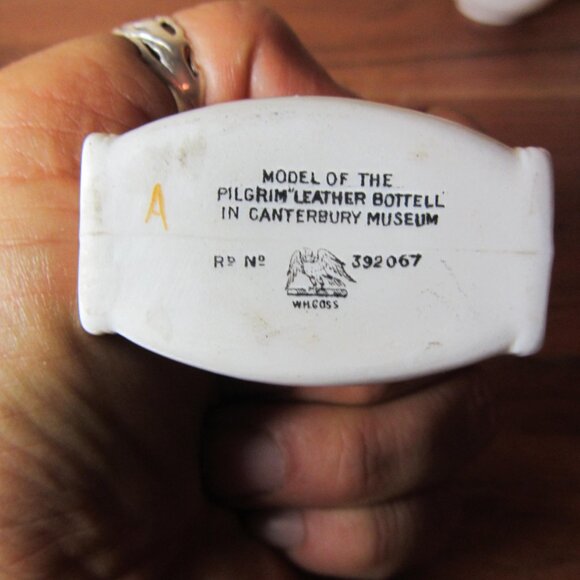 A
MODEL OF THE
PILGRIM "LEATHER BOTTELL
IN CANTERBURY MUSEUM
Rᴰ Nº 392067
W.H.GOSS